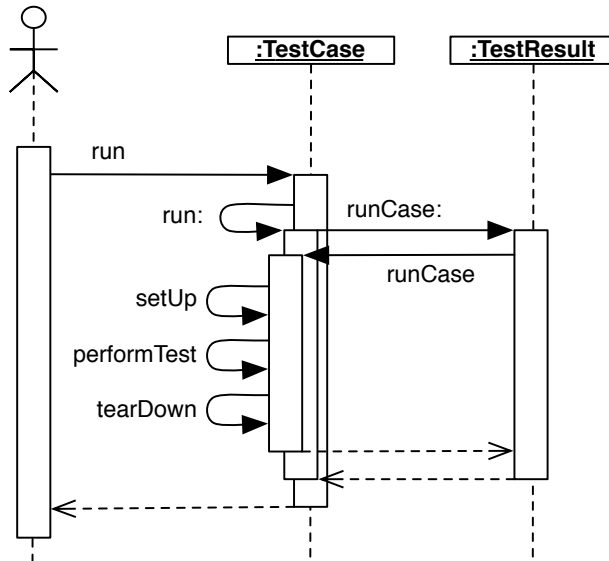 :TestCase
:TestResult
run
run:
runCase:
runCase
setUp
performTest
tearDown